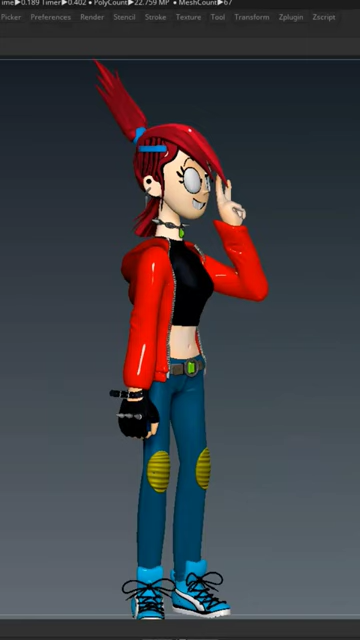 ime▶0.189 Timer▶0.402 • PolyCount▶22.759 MP • MeshCount▶67
Picker Preferences Render Stencil Stroke Texture Tool Transform Zplugin Zscript